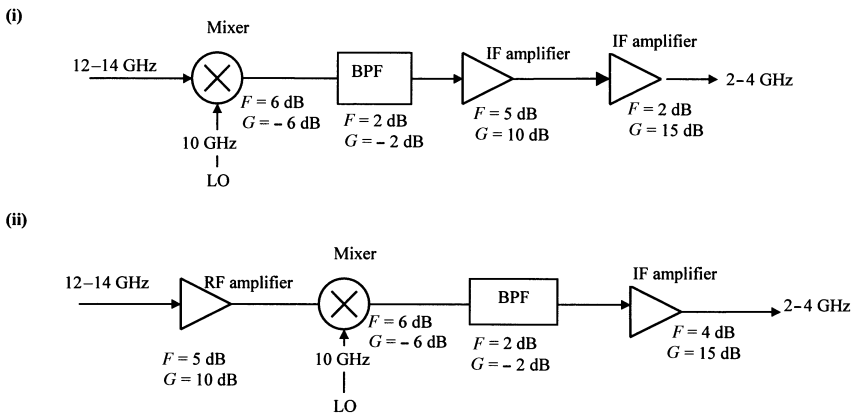 (i)
Mixer
12–14 GHz
BPF
IF amplifier
IF amplifier
2–4 GHz
F = 6 dB
G = – 6 dB
F = 2 dB
G = – 2 dB
F = 5 dB
G = 10 dB
F = 2 dB
G = 15 dB
10 GHz
LO
(ii)
Mixer
12–14 GHz
RF amplifier
BPF
IF amplifier
2–4 GHz
F = 5 dB
G = 10 dB
F = 6 dB
G = – 6 dB
F = 2 dB
G = – 2 dB
F = 4 dB
G = 15 dB
10 GHz
LO